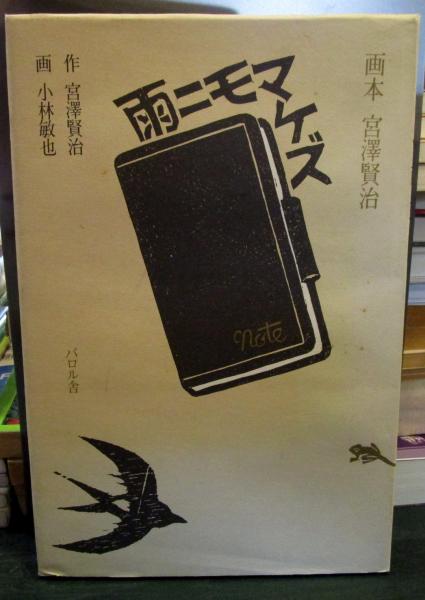 画本 宮澤賢治
雨ニモマケズ
作 宮澤賢治
画 小林敏也
パロル舎
note